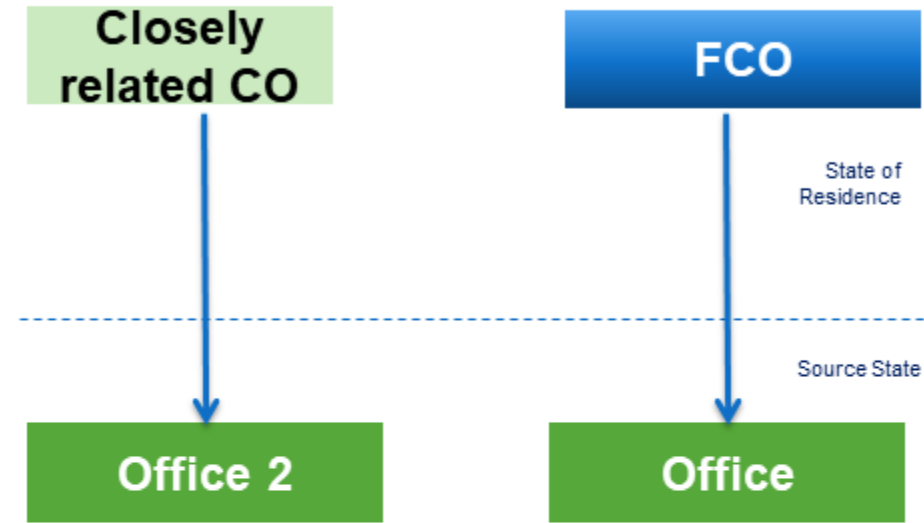 Closely
related CO
FCO
State of
Residence
Source State
Office 2
Office